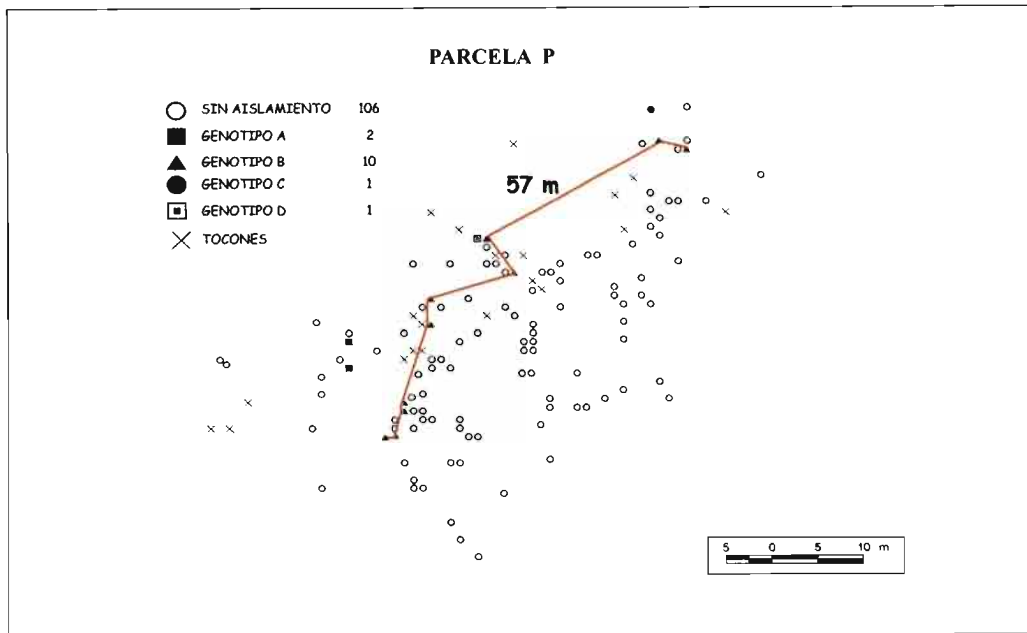 PARCELA P
SIN AISLAMIENTO 106
GENOTIPO A 2
GENOTIPO B 10
GENOTIPO C 1
GENOTIPO D 1
TOCONES
57 m
5 0 5 10 m